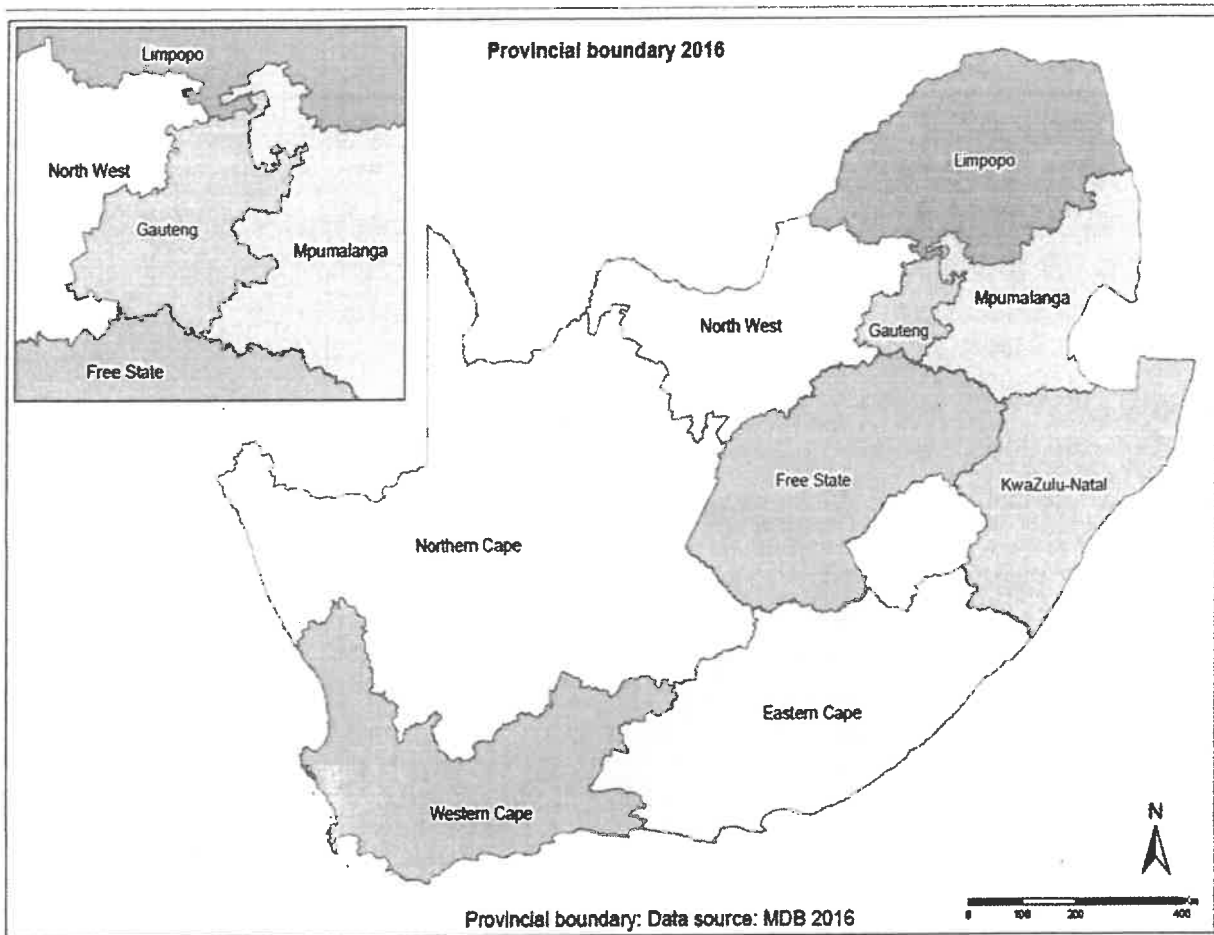 Provincial boundary 2016
Limpopo
North West
Gauteng
Mpumalanga
Free State
Limpopo
Mpumalanga
North West
Gauteng
Free State
KwaZulu-Natal
Northern Cape
Eastern Cape
Western Cape
N
0 100 200 400
Provincial boundary: Data source: MDB 2016